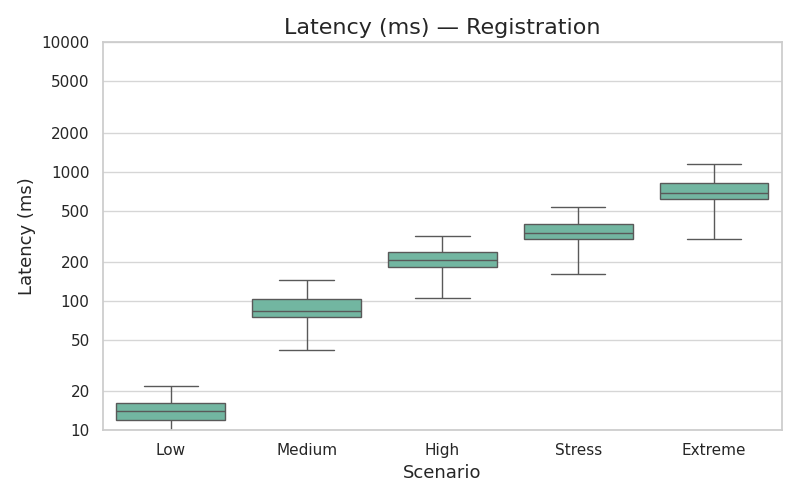 Latency (ms) — Registration
10000
5000
2000
1000
500
200
100
50
20
10
Latency (ms)
Low Medium High Stress Extreme
Scenario